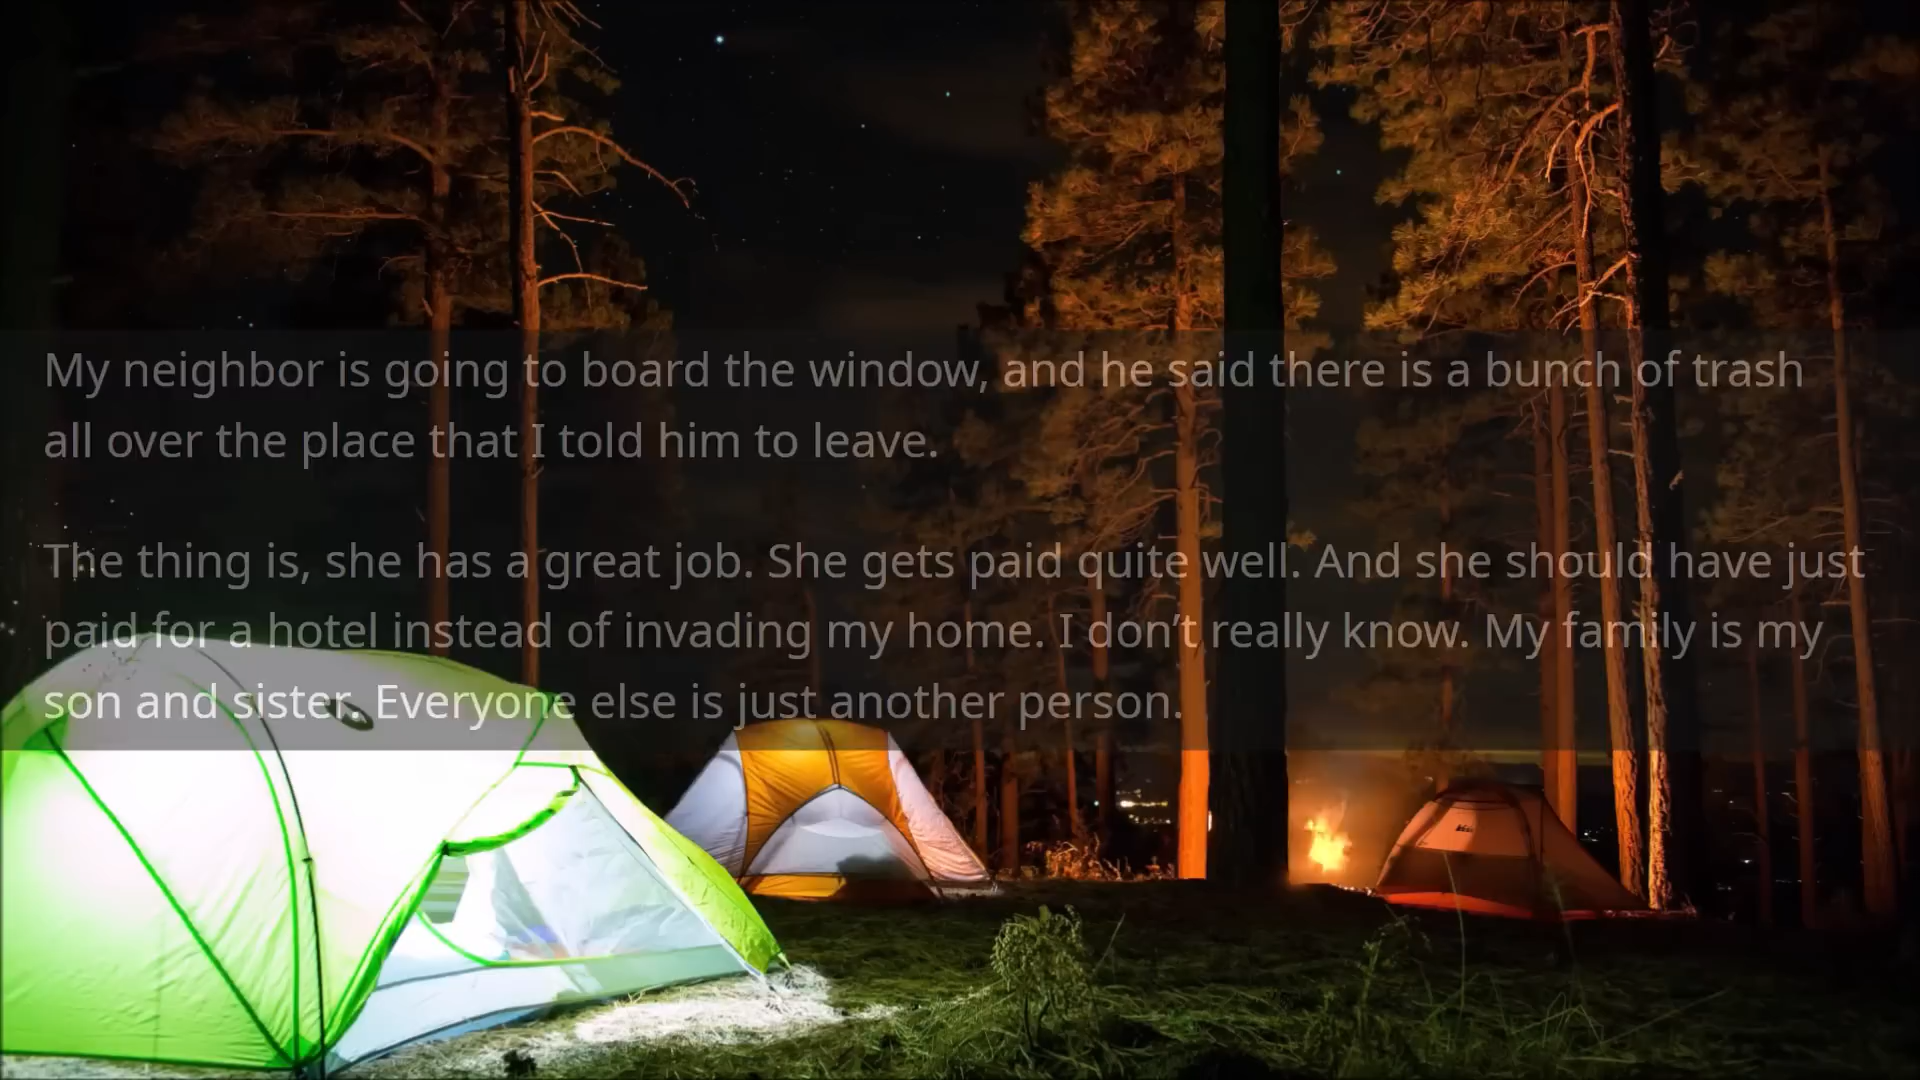 My neighbor is going to board the window, and he said there is a bunch of trash
all over the place that I told him to leave.
The thing is, she has a great job. She gets paid quite well. And she should have just
paid for a hotel instead of invading my home. I don’t really know. My family is my
son and sister. Everyone else is just another person.